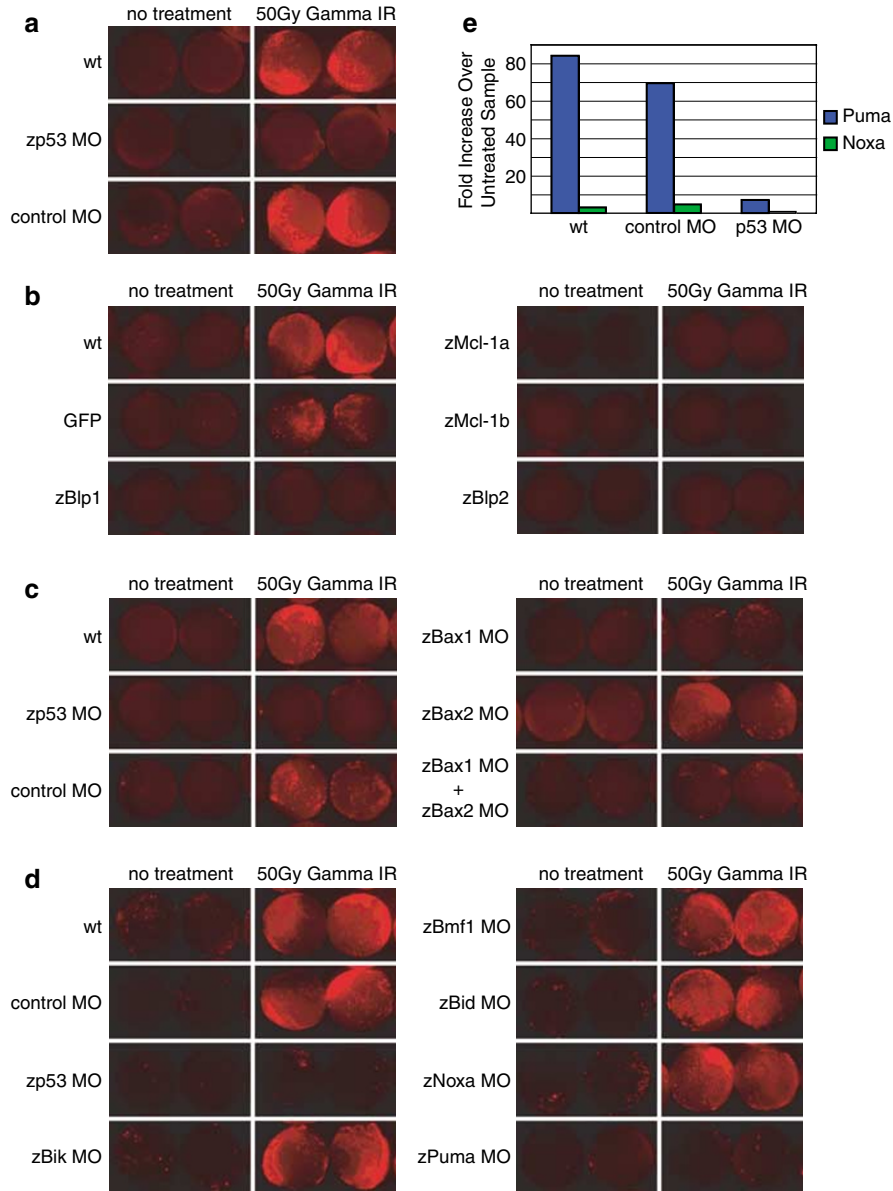 a
no treatment 50Gy Gamma IR
wt
zp53 MO
control MO
e
Fold Increase Over
Untreated Sample
80
60
40
20
wt control MO p53 MO
Puma
Noxa
b
no treatment 50Gy Gamma IR
wt
GFP
zBlp1
no treatment 50Gy Gamma IR
zMcl-1a
zMcl-1b
zBlp2
c
no treatment 50Gy Gamma IR
wt
zp53 MO
control MO
no treatment 50Gy Gamma IR
zBax1 MO
zBax2 MO
zBax1 MO
+
zBax2 MO
d
no treatment 50Gy Gamma IR
wt
control MO
zp53 MO
zBik MO
no treatment 50Gy Gamma IR
zBmf1 MO
zBid MO
zNoxa MO
zPuma MO